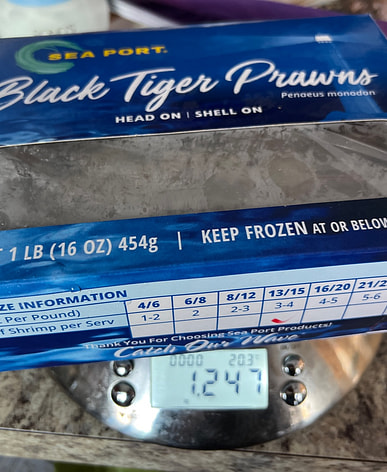 SEA PORT.
Black Tiger Prawns
Penaeus monodon
HEAD ON | SHELL ON
1 LB (16 OZ) 454g | KEEP FROZEN AT OR BELOW
ZE INFORMATION 4/6 6/8 8/12 13/15 16/20 21/2
Per Pound) 1-2 2 2-3 3-4 4-5 5-6
f Shrimp per Serv
Thank You For Choosing Sea Port Products!
Catch Our Wave
0000 20.3°
1,247